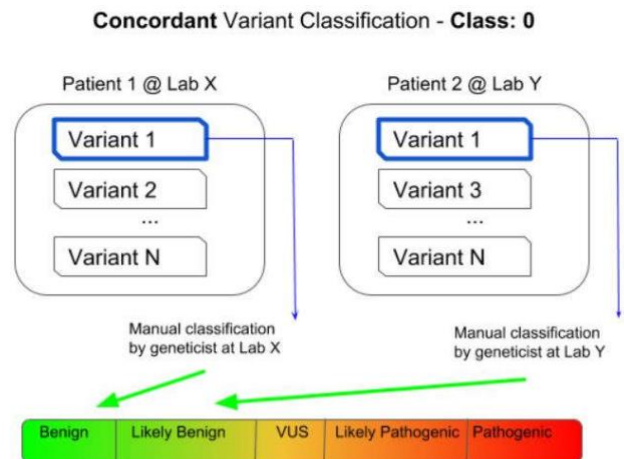 Concordant Variant Classification - Class: 0
Patient 1 @ Lab X
Patient 2 @ Lab Y
Variant 1
Variant 2
...
Variant N
Variant 1
Variant 3
...
Variant N
Manual classification
by geneticist at Lab X
Manual classification
by geneticist at Lab Y
Benign
Likely Benign
VUS
Likely Pathogenic
Pathogenic